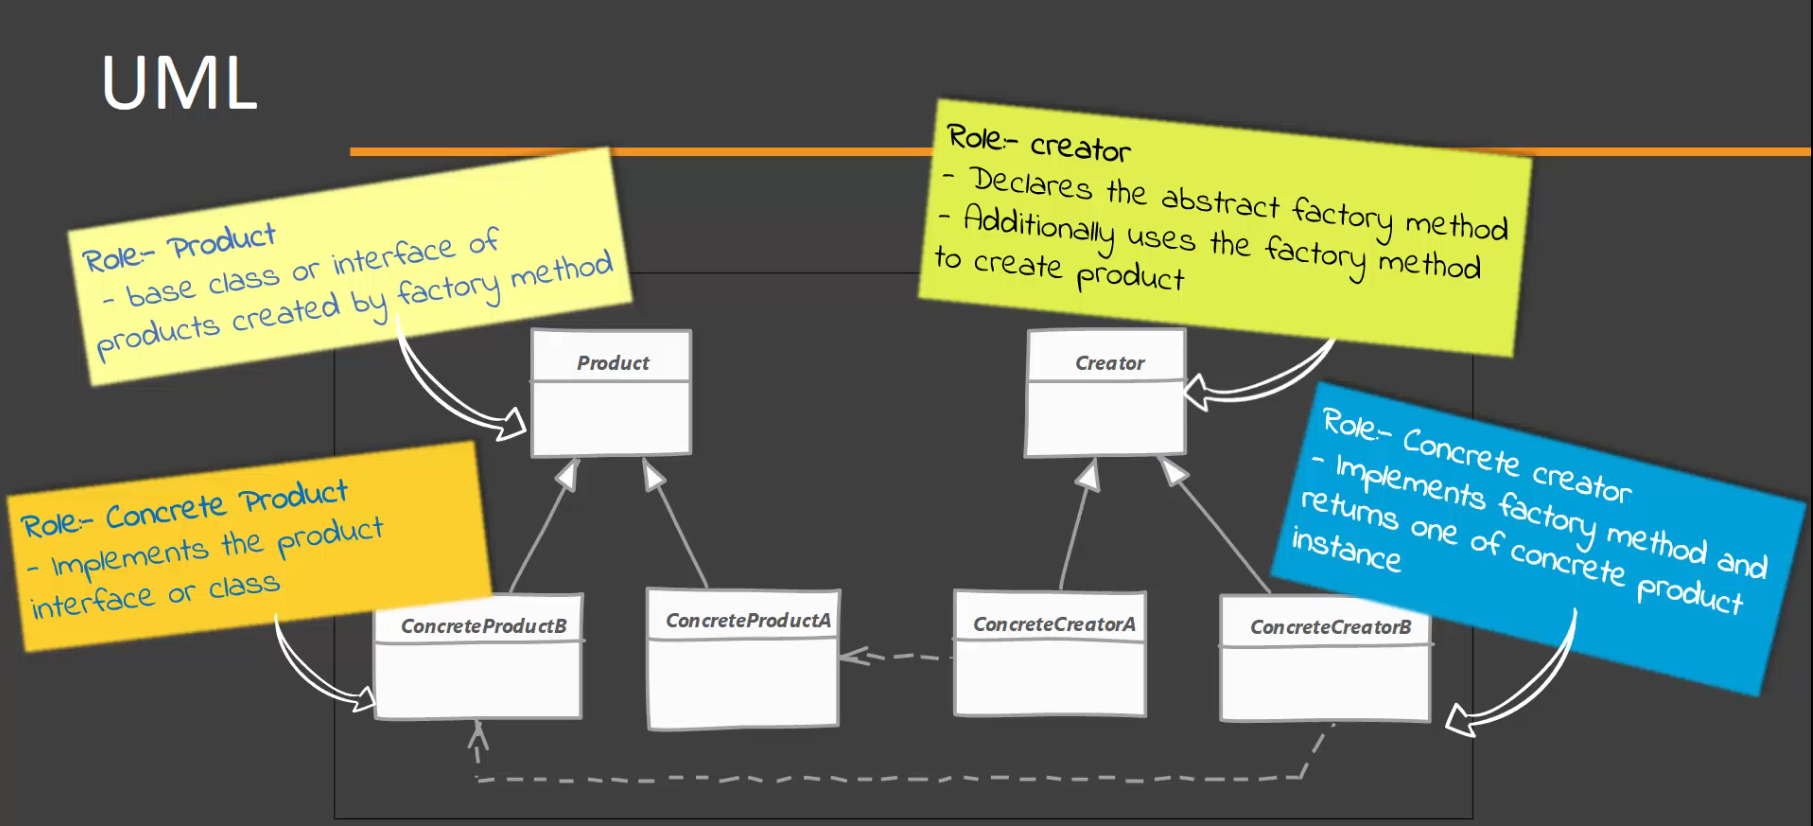 UML
Role:- Product
- base class or interface of
products created by factory method
Role:- creator
- Declares the abstract factory method
- Additionally uses the factory method
to create product
Product
Creator
Role:- Concrete Product
- Implements the product
interface or class
Role:- Concrete creator
- Implements factory method and
returns one of concrete product
instance
ConcreteProductB
ConcreteProductA
ConcreteCreatorA
ConcreteCreatorB